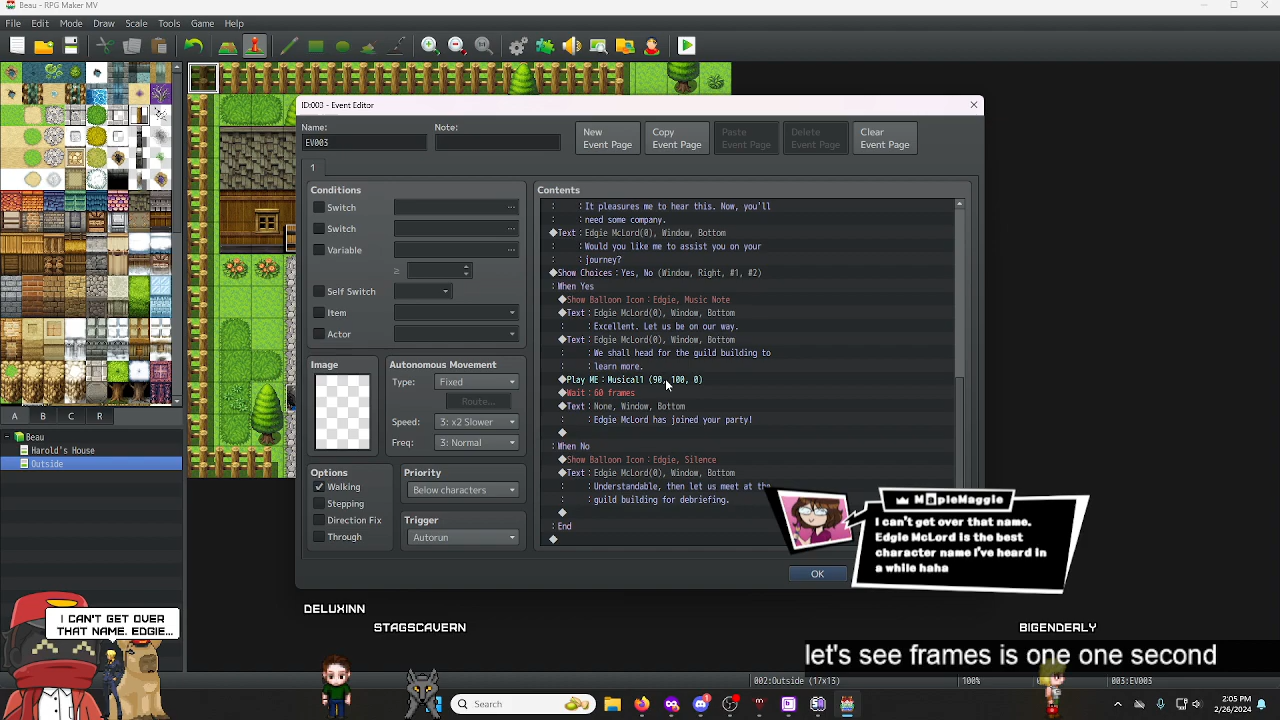 Beau - RPG Maker MV
File Edit Mode Draw Scale Tools Game Help
ID:003 - Event Editor
Name:
Note:
EV003
New
Event Page
Copy
Event Page
Paste
Event Page
Delete
Event Page
Clear
Event Page
1
Conditions
Switch
Switch
Variable
≥
Self Switch
Item
Actor
Image
Autonomous Movement
Type: Fixed
Route...
Speed: 3: x2 Slower
Freq: 3: Normal
Options
Walking
Stepping
Direction Fix
Through
Priority
Below characters
Trigger
Autorun
Contents
: :It pleasures me to hear this. Now, you'll
: :need some company.
◆Text:Edgie McLord(0), Window, Bottom
: :Would you like me to assist you on your
: :journey?
◆Show Choices:Yes, No (Window, Right, #1, #2)
:When Yes
◆Show Balloon Icon:Edgie, Music Note
◆Text:Edgie McLord(0), Window, Bottom
: :Excellent. Let us be on our way.
◆Text:Edgie McLord(0), Window, Bottom
: :We shall head for the guild building to
: :learn more.
◆Play ME:Musical1 (90, 100, 0)
◆Wait:60 frames
◆Text:None, Window, Bottom
: :Edgie McLord has joined your party!
◆
:When No
◆Show Balloon Icon:Edgie, Silence
◆Text:Edgie McLord(0), Window, Bottom
: :Understandable, then let us meet at the
: :guild building for debriefing.
◆
:End
◆
OK
A B C R
Beau
Harold's House
Outside
MapleMaggie
I can't get over that name.
Edgie McLord is the best
character name I've heard in
a while haha
I CAN'T GET OVER
THAT NAME. EDGIE...
DELUXINN
STAGSCAVERN
BIGENDERLY
let's see frames is one one second
002:Outside (17x13)
100%
003:EV003
Search
2:05 PM
2/26/2024